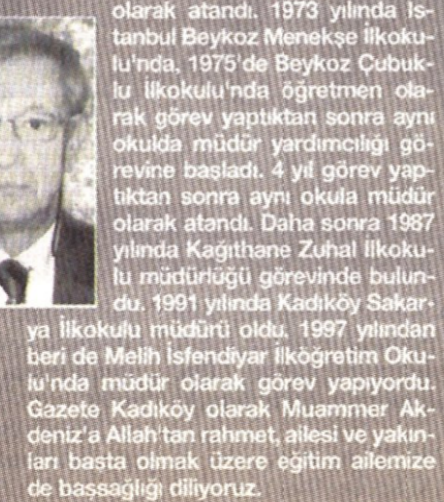 olarak atandı. 1973 yılında İs-
tanbul Beykoz Menekşe İlkoku-
lu'nda, 1975'de Beykoz Çubuk-
lu İlkokulu'nda öğretmen ola-
rak görev yaptıktan sonra aynı
okulda müdür yardımcılığı gö-
revine başladı. 4 yıl görev yap-
tıktan sonra aynı okula müdür
olarak atandı. Daha sonra 1987
yılında Kağıthane Zuhal İlkoku-
lu müdürlüğü görevinde bulun-
du. 1991 yılında Kadıköy Sakar-
ya İlkokulu müdürü oldu. 1997 yılından
beri de Melih İsfendiyar İlköğretim Oku-
lu'nda müdür olarak görev yapıyordu.
Gazete Kadıköy olarak Muammer Ak-
deniz'a Allah'tan rahmet, ailesi ve yakın-
ları basta olmak üzere eğitim ailemize
de bassağlığı diliyoruz.